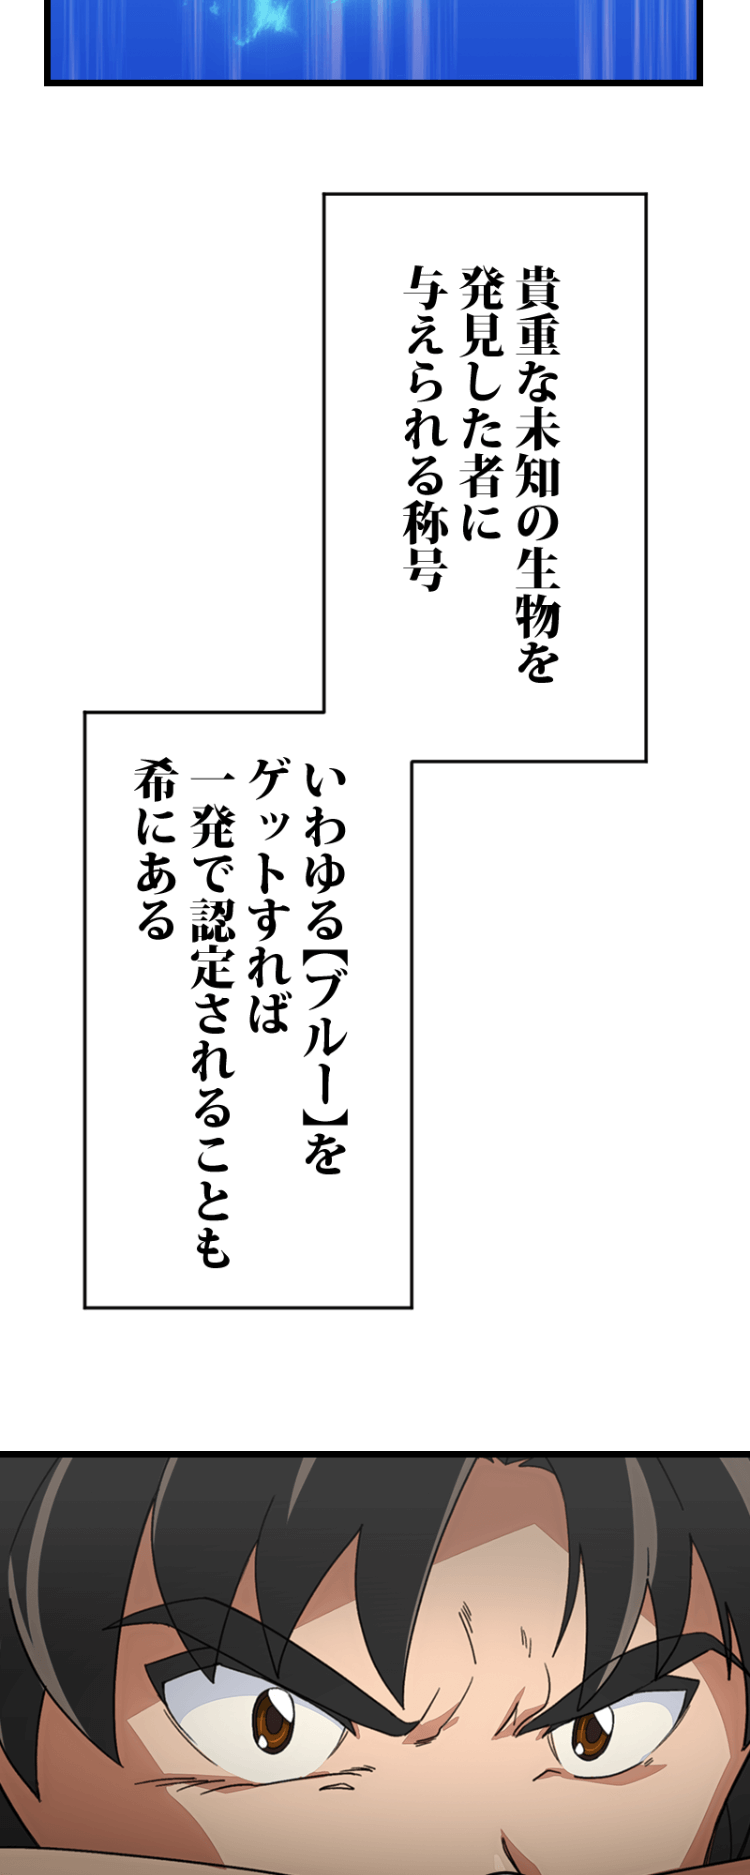 貴重な未知の生物を
発見した者に
与えられる称号
いわゆる【ブルー】を
ゲットすれば
一発で認定されることも
希にある